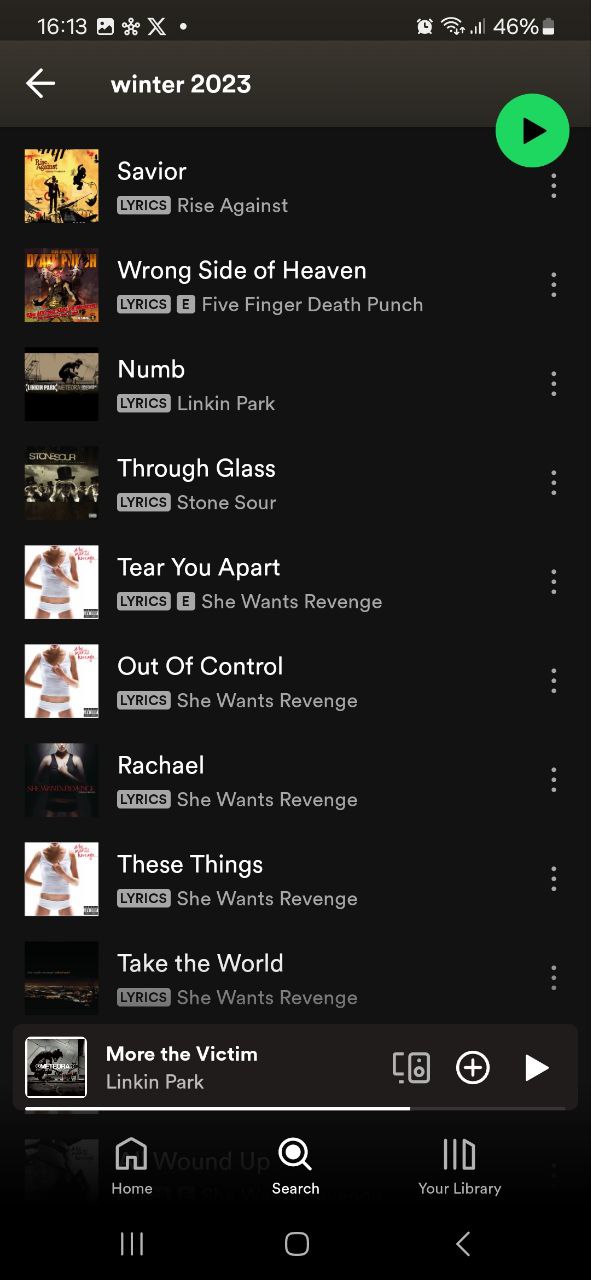 16:13
46%
winter 2023
Savior
LYRICS Rise Against
Wrong Side of Heaven
LYRICS E Five Finger Death Punch
Numb
LYRICS Linkin Park
Through Glass
LYRICS Stone Sour
Tear You Apart
LYRICS E She Wants Revenge
Out Of Control
LYRICS She Wants Revenge
Rachael
LYRICS She Wants Revenge
These Things
LYRICS She Wants Revenge
Take the World
LYRICS She Wants Revenge
More the Victim
Linkin Park
Wound Up
She Wants Revenge
Home
Search
Your Library